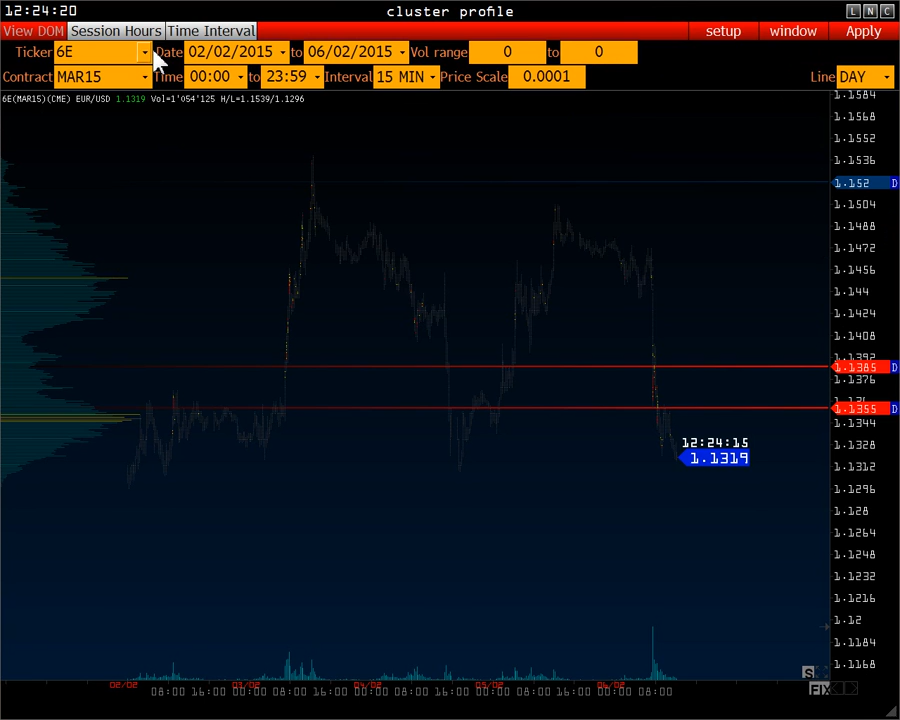 12:24:20
cluster profile
L N C
View DOM Session Hours Time Interval
setup window Apply
Ticker 6E Date 02/02/2015 to 06/02/2015 Vol range 0 to 0
Contract MAR15 Time 00:00 to 23:59 Interval 15 MIN Price Scale 0.0001 Line DAY
6E(MAR15)(CME) EUR/USD 1.1319 Vol=1'054'125 H/L=1.1539/1.1296
1.1584
1.1568
1.1552
1.1536
1.152 D
1.1504
1.1488
1.1472
1.1456
1.144
1.1424
1.1408
1.1392
1.1385 D
1.1376
1.1355 D
1.1344
12:24:15
1.1328
1.1319
1.1312
1.1296
1.128
1.1264
1.1248
1.1232
1.1216
1.12
1.1184
1.1168
S
FIX
02/02 03/02 04/02 05/02 06/02
08:00 16:00 00:00 08:00 16:00 00:00 08:00 16:00 00:00 08:00 16:00 00:00 08:00